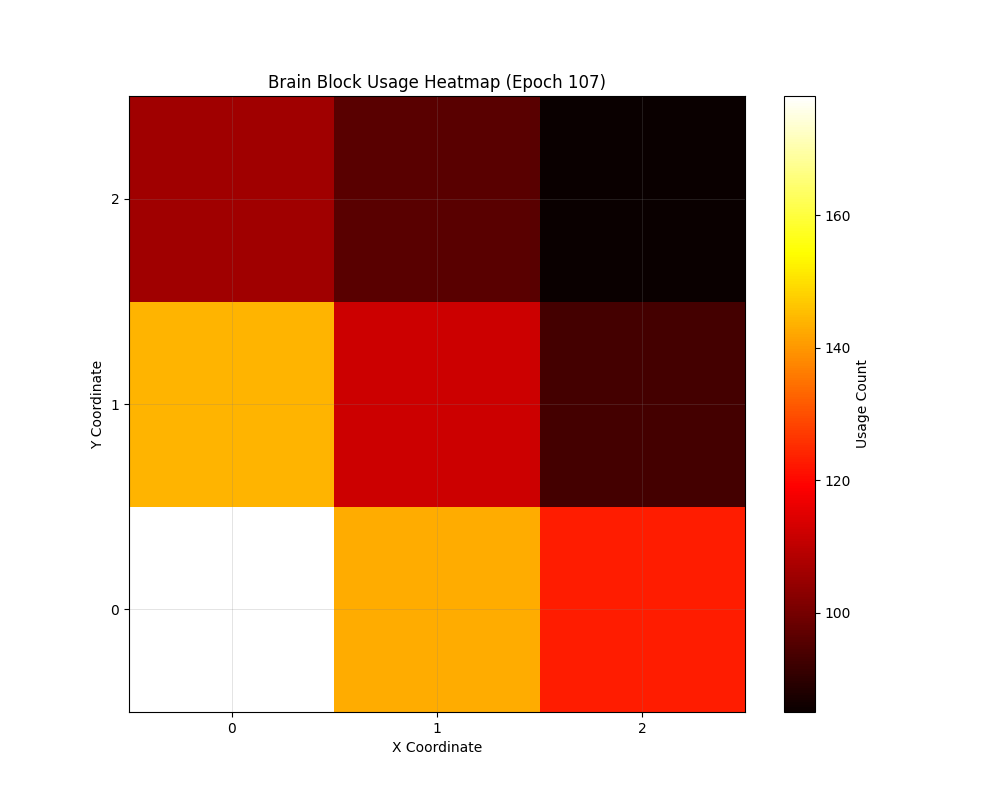 Brain Block Usage Heatmap (Epoch 107)
2
1
0
Y Coordinate
0 1 2
X Coordinate
160
140
120
100
Usage Count